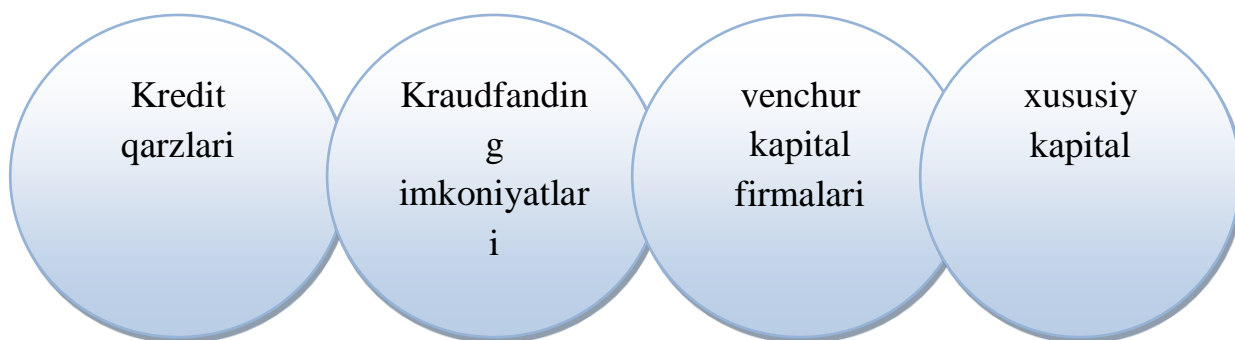 Kredit
qarzlari
Kraudfandin
g
imkoniyatlar
i
venchur
kapital
firmalari
xususiy
kapital